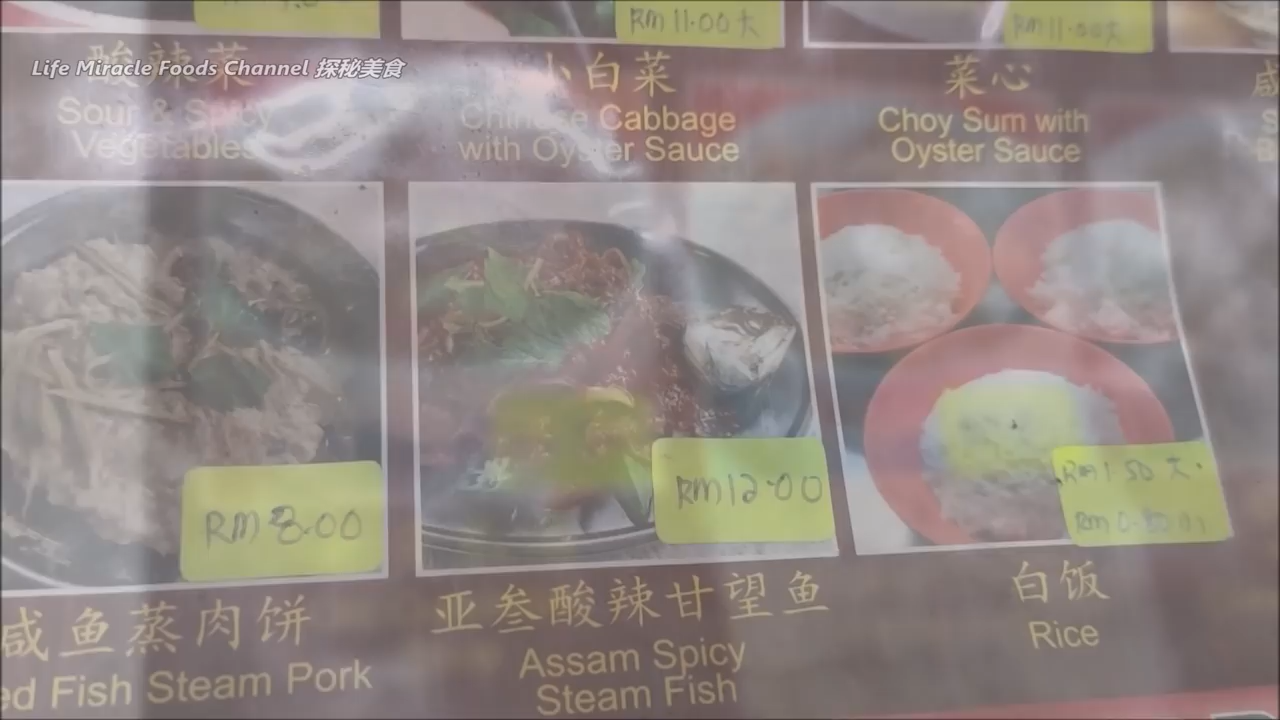 RM 11.00大
RM 11.00大
Life Miracle Foods Channel 探秘美食
酸辣菜
Sour & Spicy
Vegetables
小白菜
Chinese Cabbage
with Oyster Sauce
菜心
Choy Sum with
Oyster Sauce
咸
S
B
RM 8.00
RM12.00
RM 1.50 大.
咸鱼蒸肉饼
ed Fish Steam Pork
亚叁酸辣甘望鱼
Assam Spicy
Steam Fish
白饭
Rice